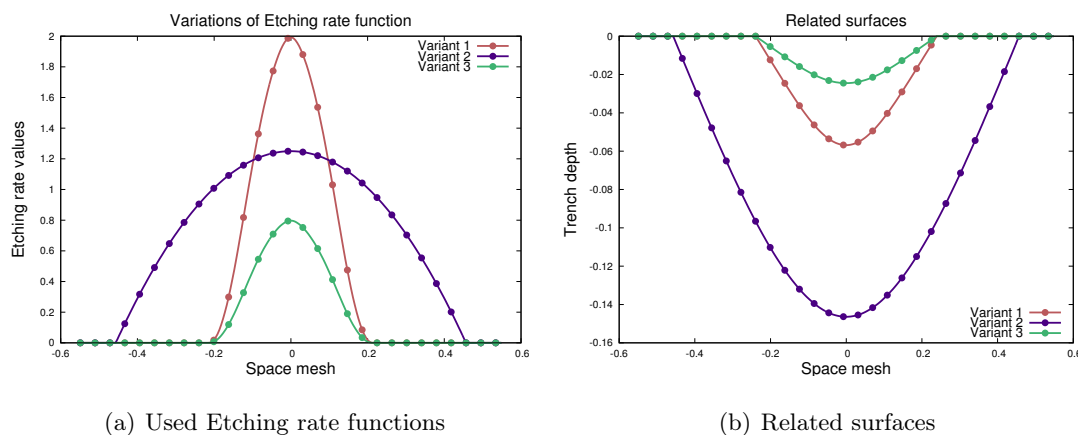 Variations of Etching rate function
Etching rate values
2
1.8
1.6
1.4
1.2
1
0.8
0.6
0.4
0.2
0
-0.6
-0.4
-0.2
0
0.2
0.4
0.6
Space mesh
Variant 1
Variant 2
Variant 3
(a) Used Etching rate functions
Related surfaces
Trench depth
0
-0.02
-0.04
-0.06
-0.08
-0.1
-0.12
-0.14
-0.16
-0.6
-0.4
-0.2
0
0.2
0.4
0.6
Space mesh
Variant 1
Variant 2
Variant 3
(b) Related surfaces